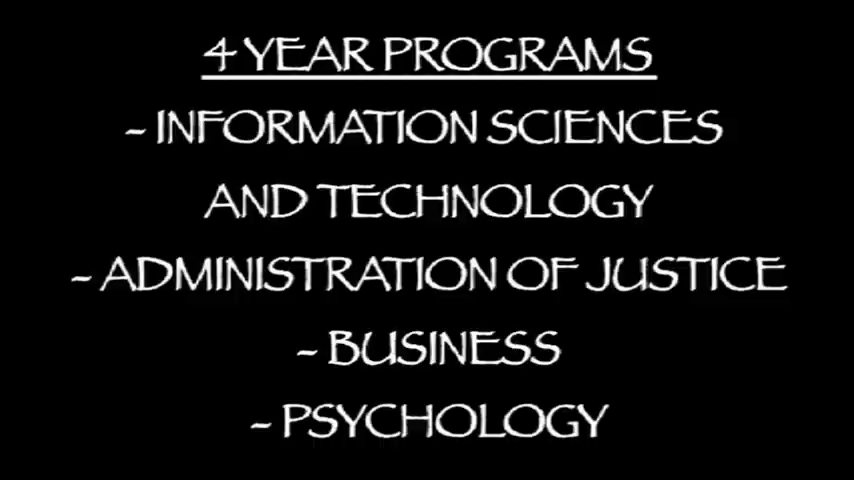 4 YEAR PROGRAMS
- INFORMATION SCIENCES
AND TECHNOLOGY
- ADMINISTRATION OF JUSTICE
- BUSINESS
- PSYCHOLOGY